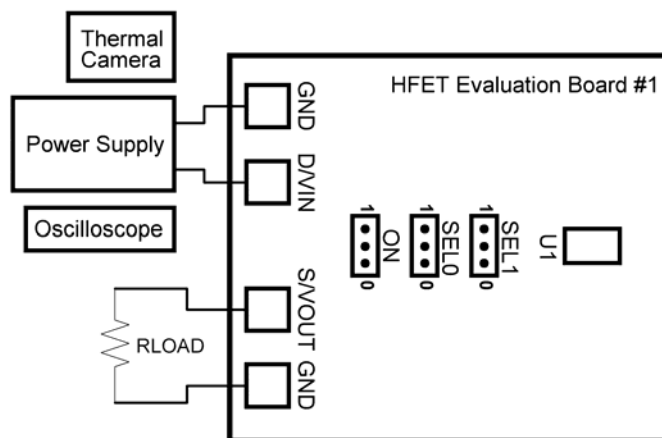 Thermal
Camera
Power Supply
Oscilloscope
RLOAD
HFET Evaluation Board #1
GND
D/VIN
S/VOUT
GND
1
ON
0
1
SEL0
0
1
SEL1
0
U1